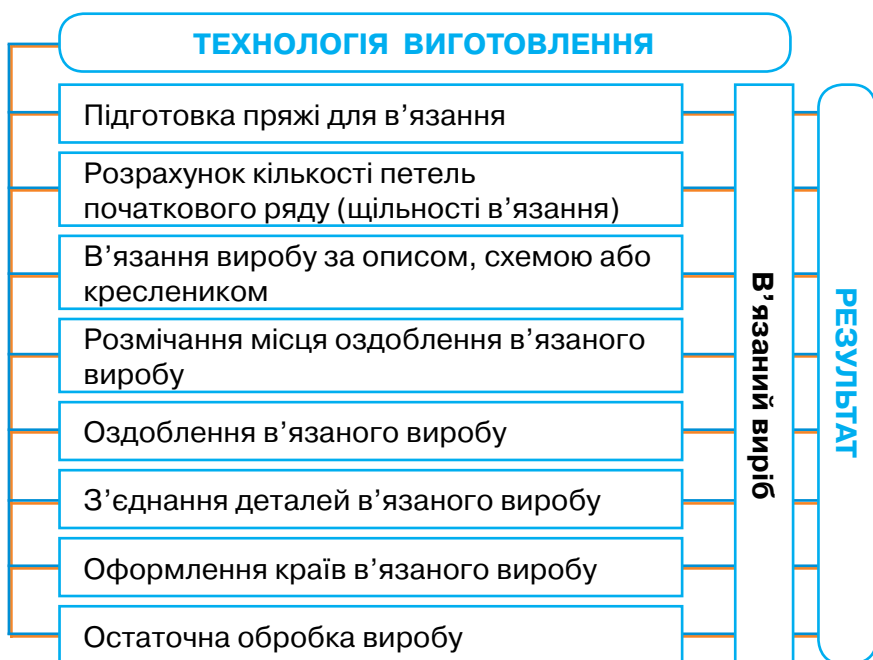 ТЕХНОЛОГІЯ ВИГОТОВЛЕННЯ
Підготовка пряжі для в’язання
Розрахунок кількості петель
початкового ряду (щільності в’язання)
В’язання виробу за описом, схемою або
креслеником
Розмічання місця оздоблення в’язаного
виробу
Оздоблення в’язаного виробу
З’єднання деталей в’язаного виробу
Оформлення країв в’язаного виробу
Остаточна обробка виробу
В’язаний виріб
РЕЗУЛЬТАТ